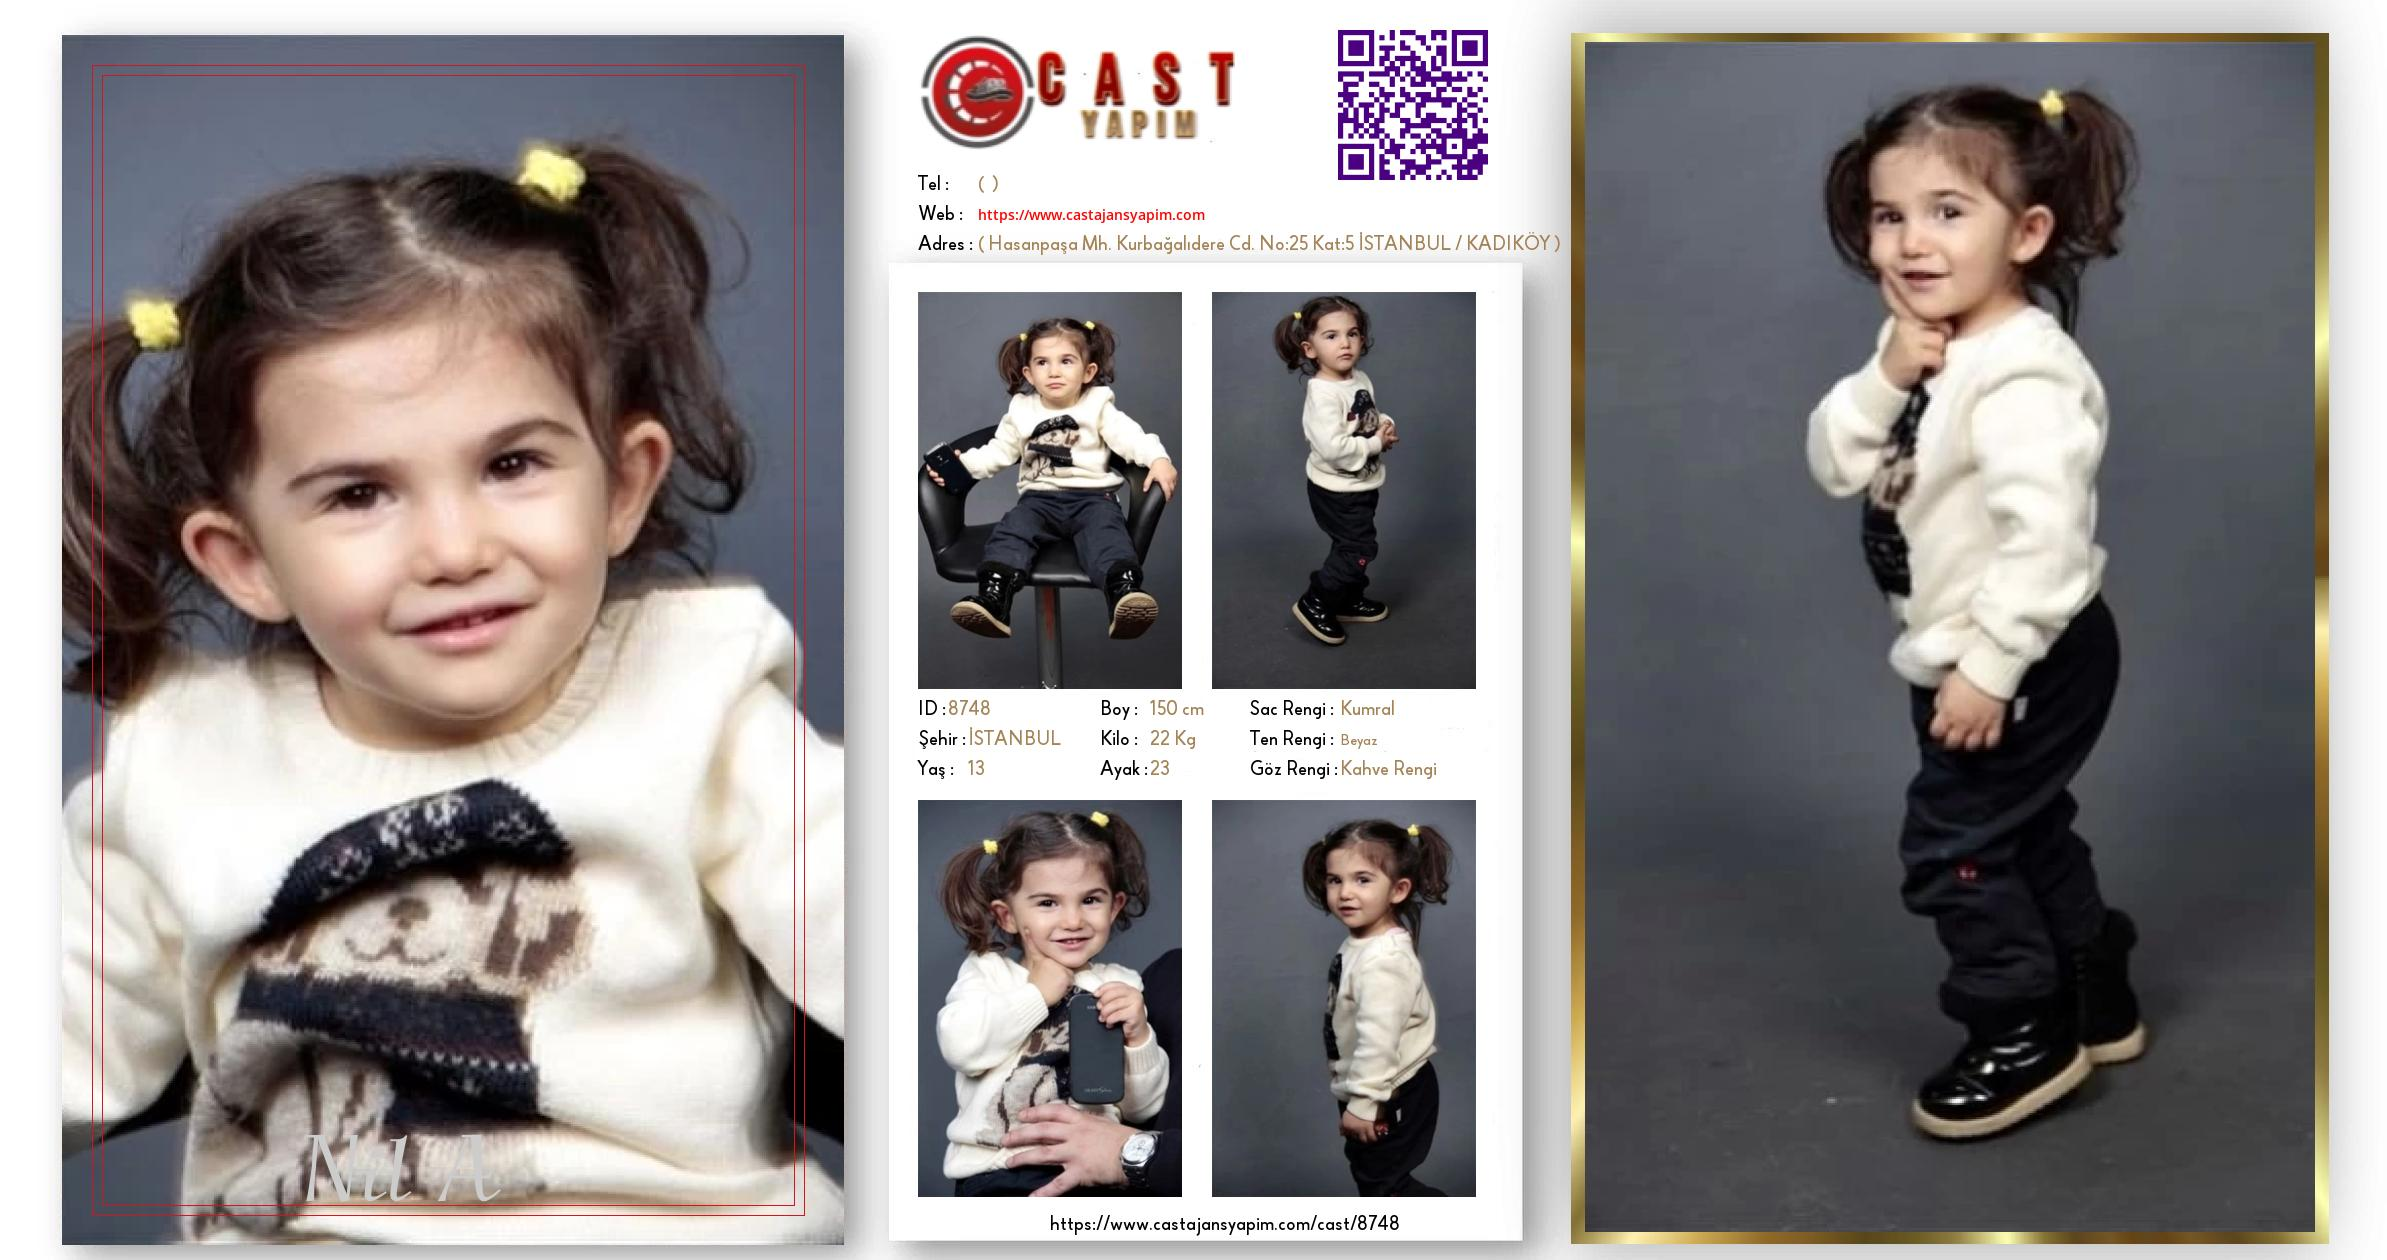 CAST
YAPIM
Tel : ( )
Web : https://www.castajansyapim.com
Adres : ( Hasanpaşa Mh. Kurbağalıdere Cd. No:25 Kat:5 İSTANBUL / KADIKÖY )
ID : 8748 Boy : 150 cm Sac Rengi : Kumral
Şehir : İSTANBUL Kilo : 22 Kg Ten Rengi : Beyaz
Yaş : 13 Ayak : 23 Göz Rengi : Kahve Rengi
Nil A
https://www.castajansyapim.com/cast/8748